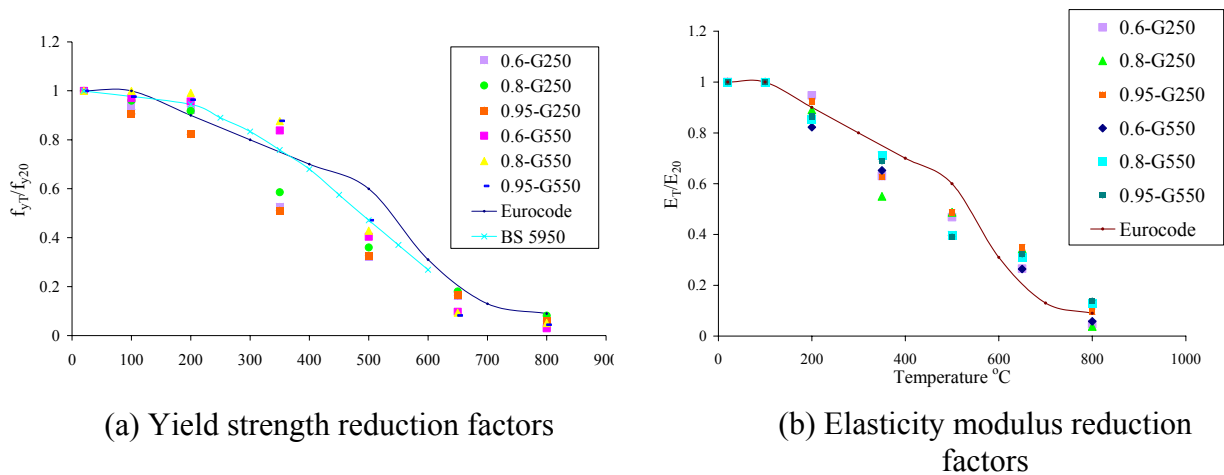 1.2
1
0.8
0.6
0.4
0.2
0
fyT/fy20
0 100 200 300 400 500 600 700 800 900
0.6-G250
0.8-G250
0.95-G250
0.6-G550
0.8-G550
0.95-G550
Eurocode
BS 5950
(a) Yield strength reduction factors
1.2
1
0.8
0.6
0.4
0.2
0
ET/E20
0 200 400 600 800 1000
Temperature °C
0.6-G250
0.8-G250
0.95-G250
0.6-G550
0.8-G550
0.95-G550
Eurocode
(b) Elasticity modulus reduction
factors